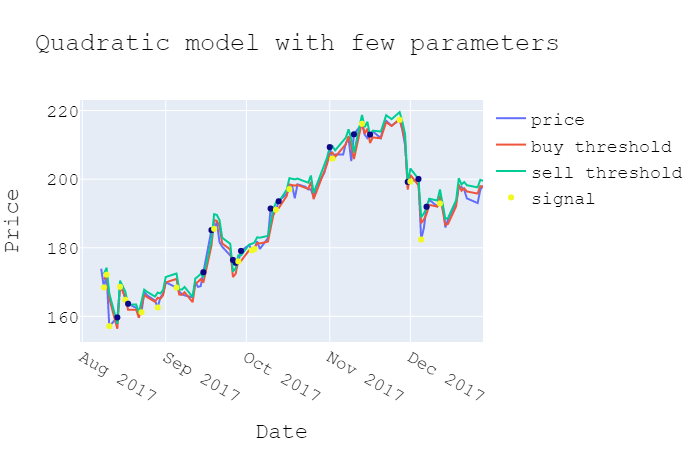 Quadratic model with few parameters
price
buy threshold
sell threshold
signal
220
200
180
160
Price
Aug 2017
Sep 2017
Oct 2017
Nov 2017
Dec 2017
Date